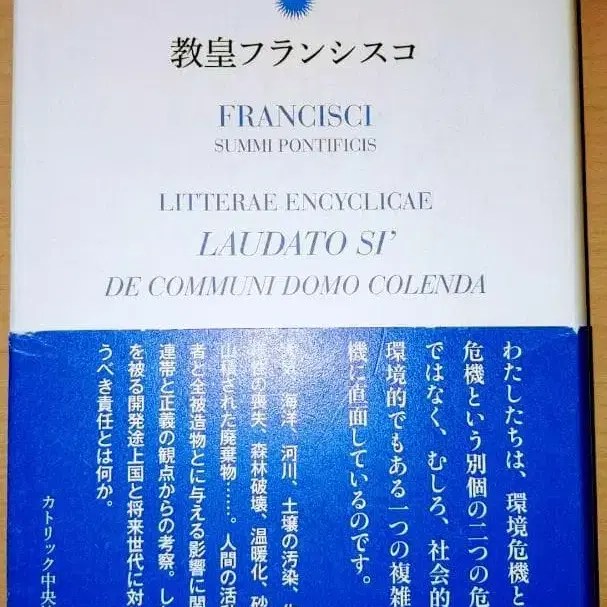 教皇フランシスコ
FRANCISCI
SUMMI PONTIFICIS
LITTERAE ENCYCLICAE
LAUDATO SI’
DE COMMUNI DOMO COLENDA
わたしたちは、環境危機と
危機という別個の二つの危
ではなく、むしろ、社会的
環境的でもある一つの複雑
機に直面しているのです。
海洋、河川、土壌の汚染、
の喪失、森林破壊、温暖化、砂
山積された廃棄物……。人間の活
者と全被造物とに与える影響に関
連帯と正義の観点からの考察。し
を被る開発途上国と将来世代に対
うべき責任とは何か。
カトリック中央